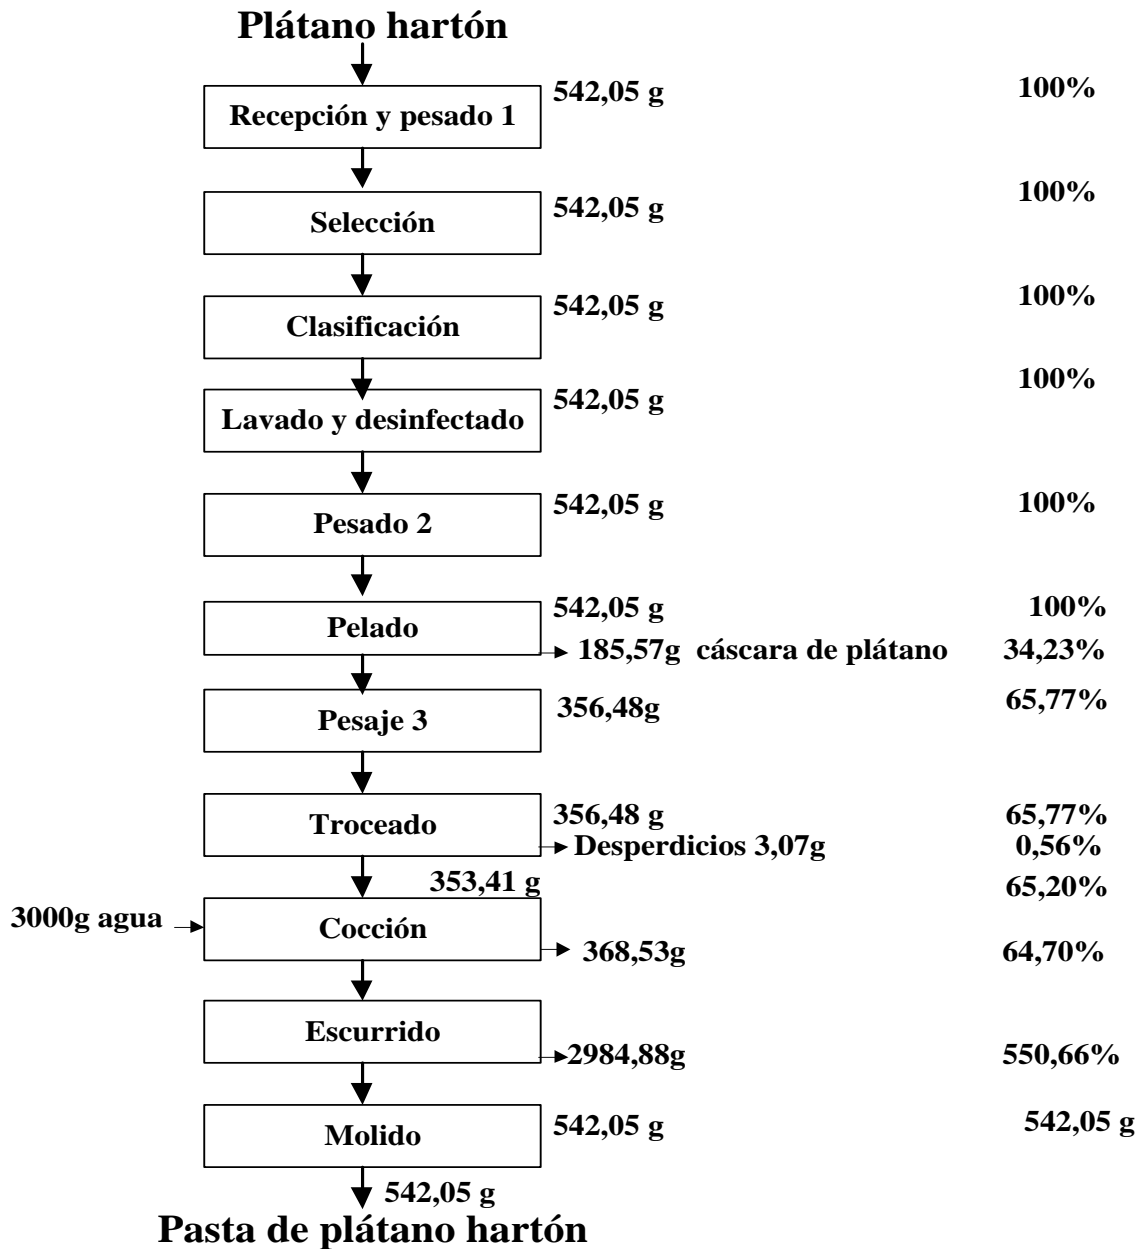 Plátano hartón
Recepción y pesado 1 542,05 g 100%
Selección 542,05 g 100%
Clasificación 542,05 g 100%
Lavado y desinfectado 542,05 g 100%
Pesado 2 542,05 g 100%
Pelado 542,05 g 100%
185,57g cáscara de plátano 34,23%
Pesaje 3 356,48g 65,77%
Troceado 356,48 g 65,77%
Desperdicios 3,07g 0,56%
353,41 g 65,20%
3000g agua Cocción
368,53g 64,70%
Escurrido
2984,88g 550,66%
Molido 542,05 g 542,05 g
542,05 g
Pasta de plátano hartón